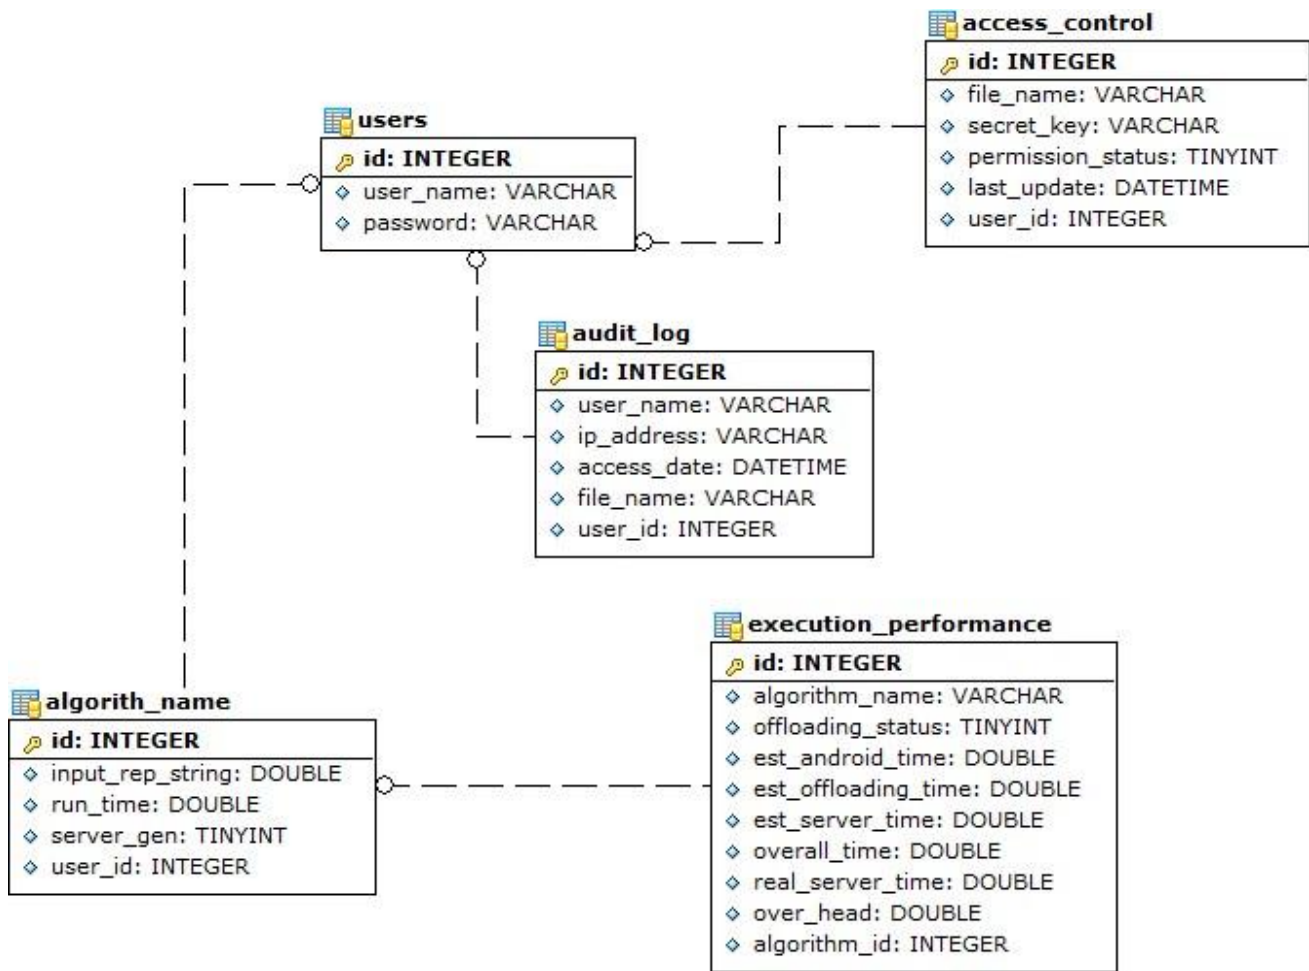 access_control
id: INTEGER
file_name: VARCHAR
secret_key: VARCHAR
permission_status: TINYINT
last_update: DATETIME
user_id: INTEGER
users
id: INTEGER
user_name: VARCHAR
password: VARCHAR
audit_log
id: INTEGER
user_name: VARCHAR
ip_address: VARCHAR
access_date: DATETIME
file_name: VARCHAR
user_id: INTEGER
execution_performance
id: INTEGER
algorithm_name: VARCHAR
offloading_status: TINYINT
est_android_time: DOUBLE
est_offloading_time: DOUBLE
est_server_time: DOUBLE
overall_time: DOUBLE
real_server_time: DOUBLE
over_head: DOUBLE
algorithm_id: INTEGER
algorith_name
id: INTEGER
input_rep_string: DOUBLE
run_time: DOUBLE
server_gen: TINYINT
user_id: INTEGER